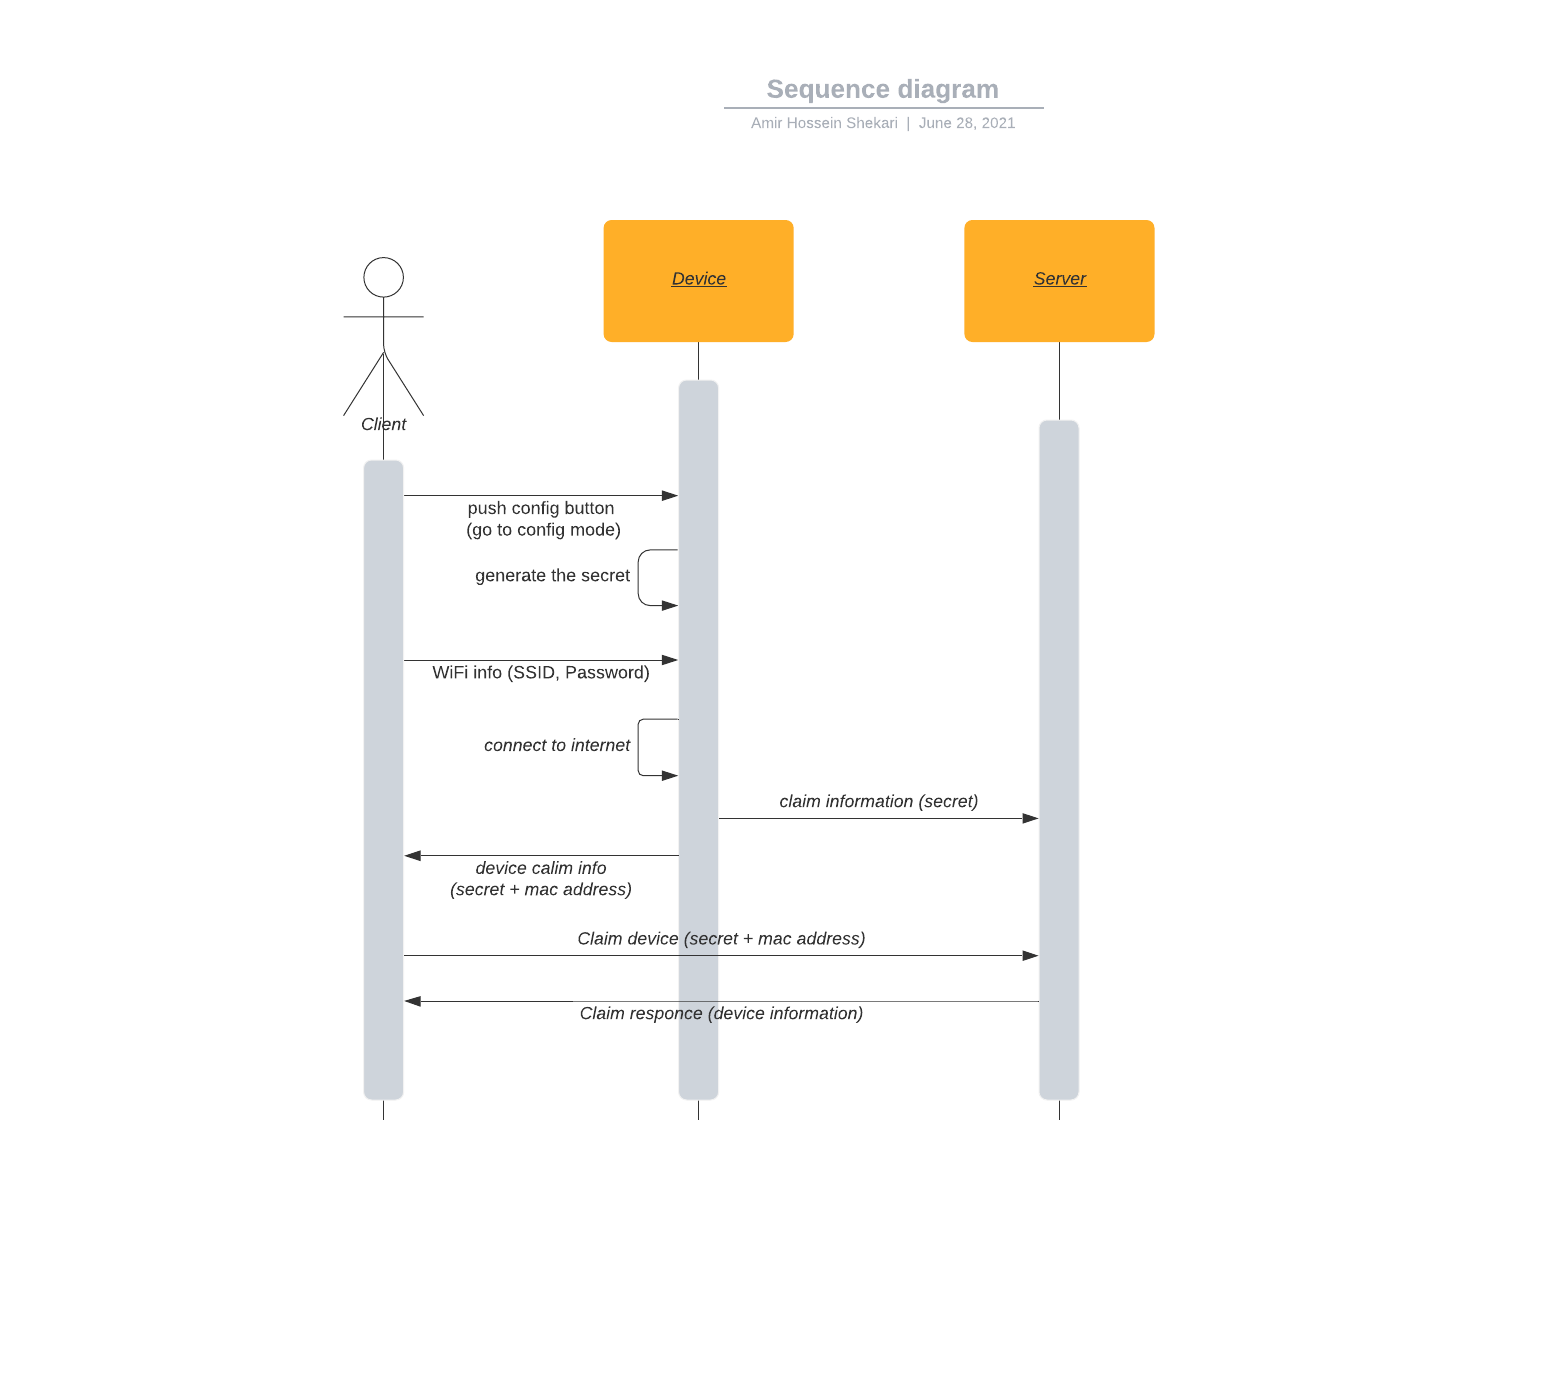 Sequence diagram
Amir Hossein Shekari | June 28, 2021
Device
Server
Client
push config button
(go to config mode)
generate the secret
WiFi info (SSID, Password)
connect to internet
claim information (secret)
device calim info
(secret + mac address)
Claim device (secret + mac address)
Claim responce (device information)